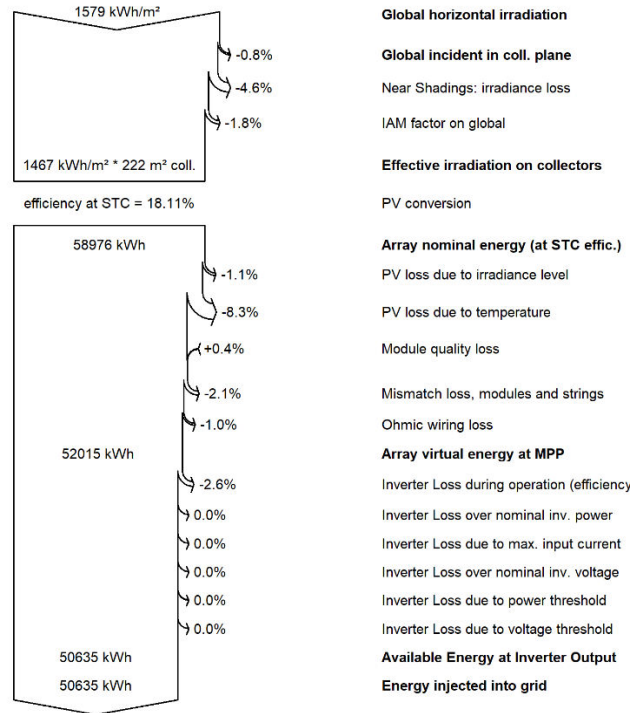 1579 kWh/m² Global horizontal irradiation
-0.8% Global incident in coll. plane
-4.6% Near Shadings: irradiance loss
-1.8% IAM factor on global
1467 kWh/m² * 222 m² coll. Effective irradiation on collectors
efficiency at STC = 18.11% PV conversion
58976 kWh Array nominal energy (at STC effic.)
-1.1% PV loss due to irradiance level
-8.3% PV loss due to temperature
+0.4% Module quality loss
-2.1% Mismatch loss, modules and strings
-1.0% Ohmic wiring loss
52015 kWh Array virtual energy at MPP
-2.6% Inverter Loss during operation (efficiency
0.0% Inverter Loss over nominal inv. power
0.0% Inverter Loss due to max. input current
0.0% Inverter Loss over nominal inv. voltage
0.0% Inverter Loss due to power threshold
0.0% Inverter Loss due to voltage threshold
50635 kWh Available Energy at Inverter Output
50635 kWh Energy injected into grid